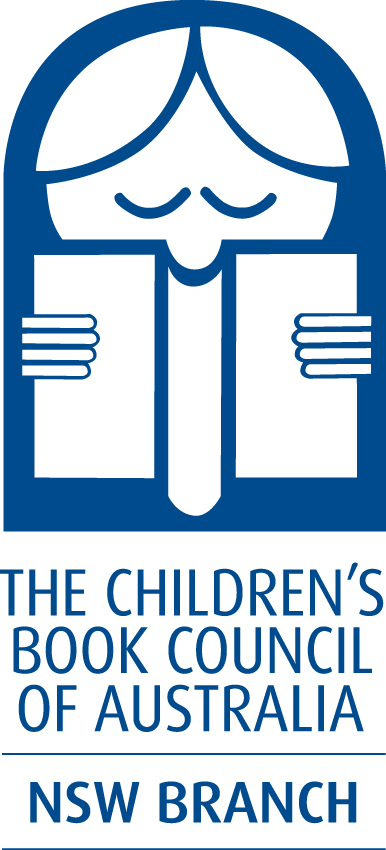 THE CHILDREN'S
BOOK COUNCIL
OF AUSTRALIA
NSW BRANCH